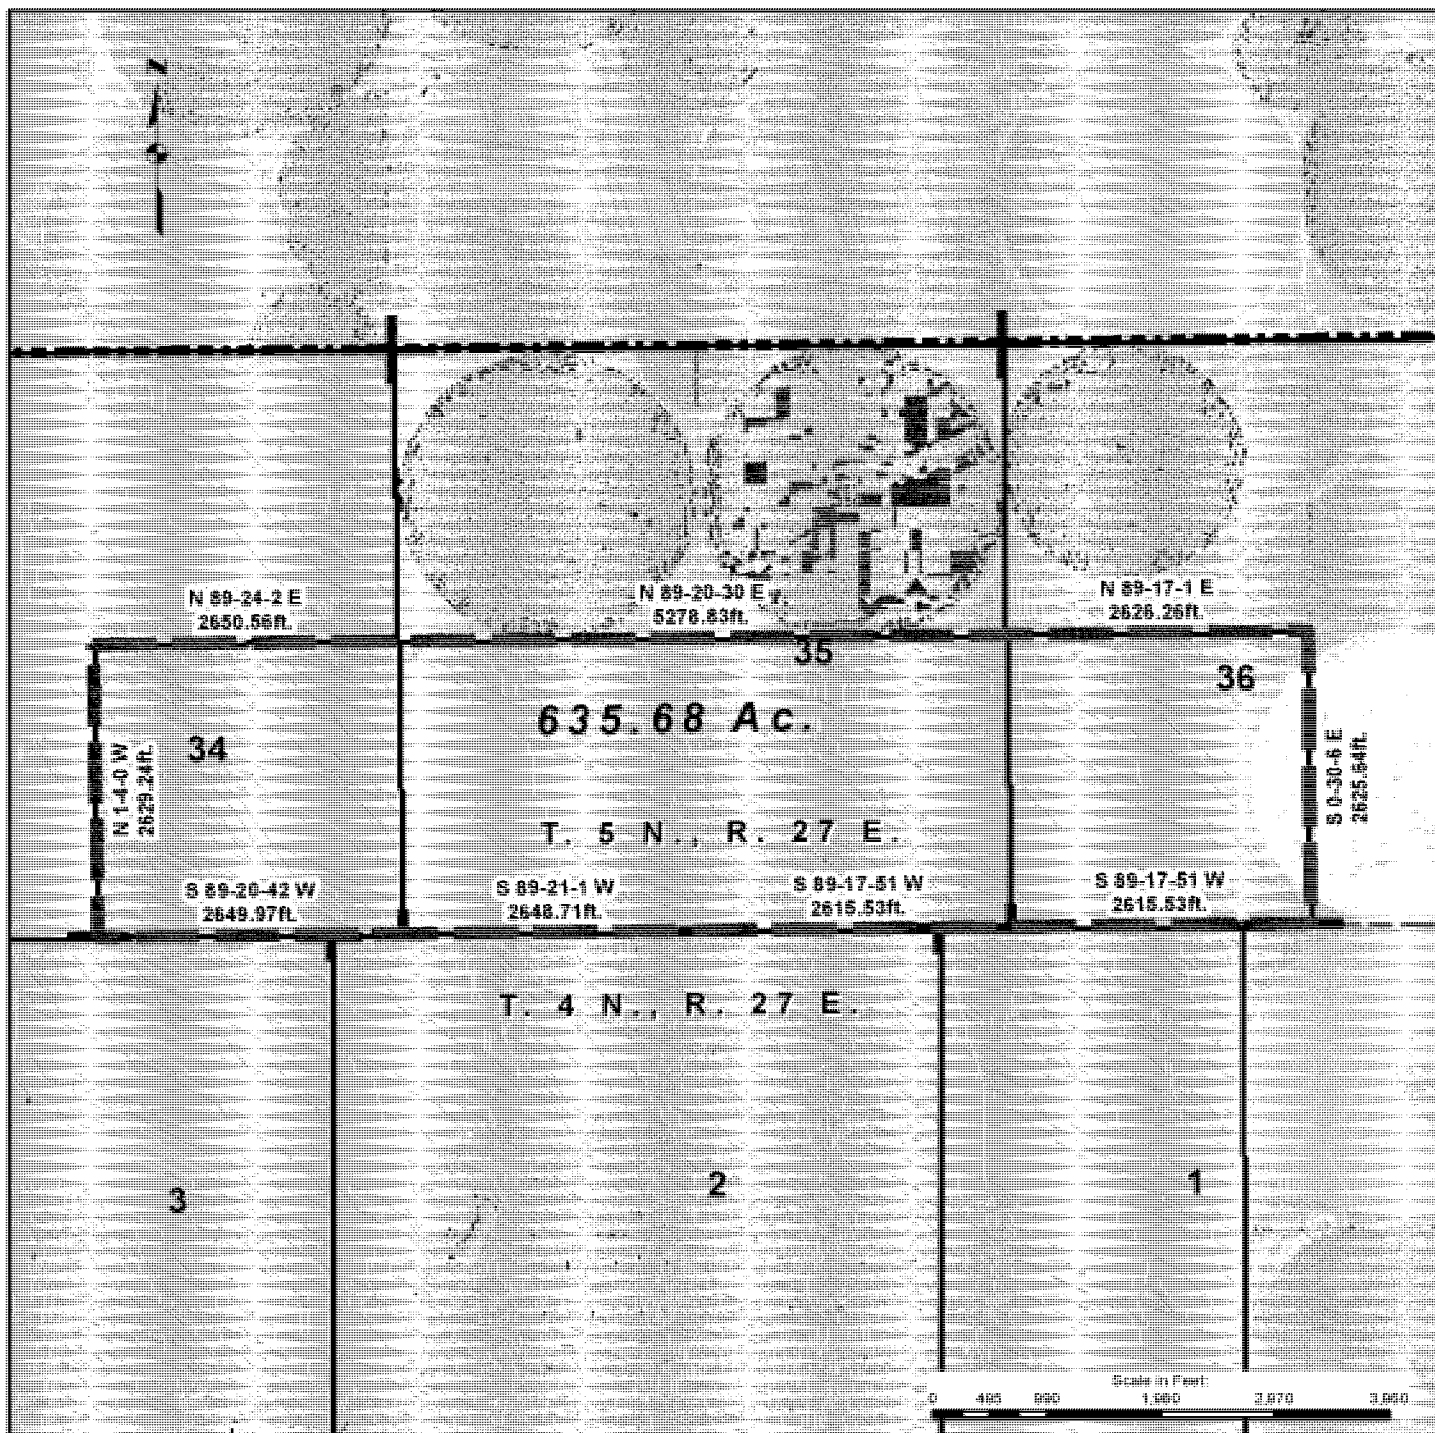 N 89-24-2 E
2650.56ft.
N 89-20-30 E
5278.83ft.
N 89-17-1 E
2626.26ft.
35
36
635.68 Ac.
34
N 1-4-0 W
2629.24ft.
S 0-30-6 E
2625.64ft.
T. 5 N., R. 27 E.
S 89-20-42 W
2649.97ft.
S 89-21-1 W
2648.71ft.
S 89-17-51 W
2615.53ft.
S 89-17-51 W
2615.53ft.
T. 4 N., R. 27 E.
3
2
1
Scale in Feet
0 495 990 1,980 2,970 3,960